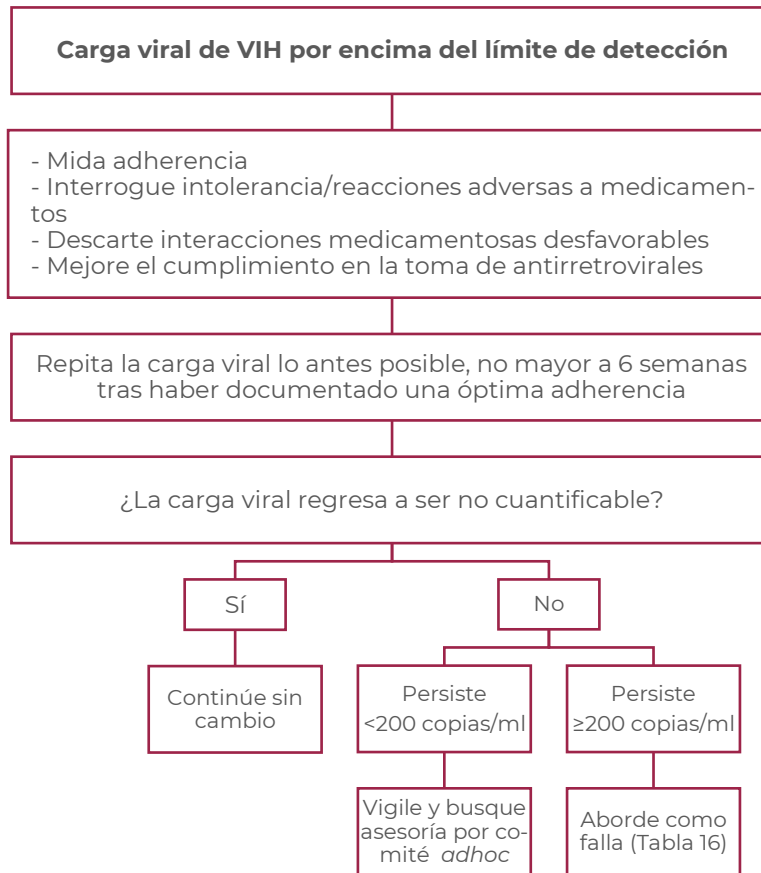 Carga viral de VIH por encima del límite de detección
- Mida adherencia
- Interrogue intolerancia/reacciones adversas a medicamen-
tos
- Descarte interacciones medicamentosas desfavorables
- Mejore el cumplimiento en la toma de antirretrovirales
Repita la carga viral lo antes posible, no mayor a 6 semanas
tras haber documentado una óptima adherencia
¿La carga viral regresa a ser no cuantificable?
Sí
No
Continúe sin
cambio
Persiste
<200 copias/ml
Persiste
≥200 copias/ml
Vigile y busque
asesoría por co-
mité adhoc
Aborde como
falla (Tabla 16)